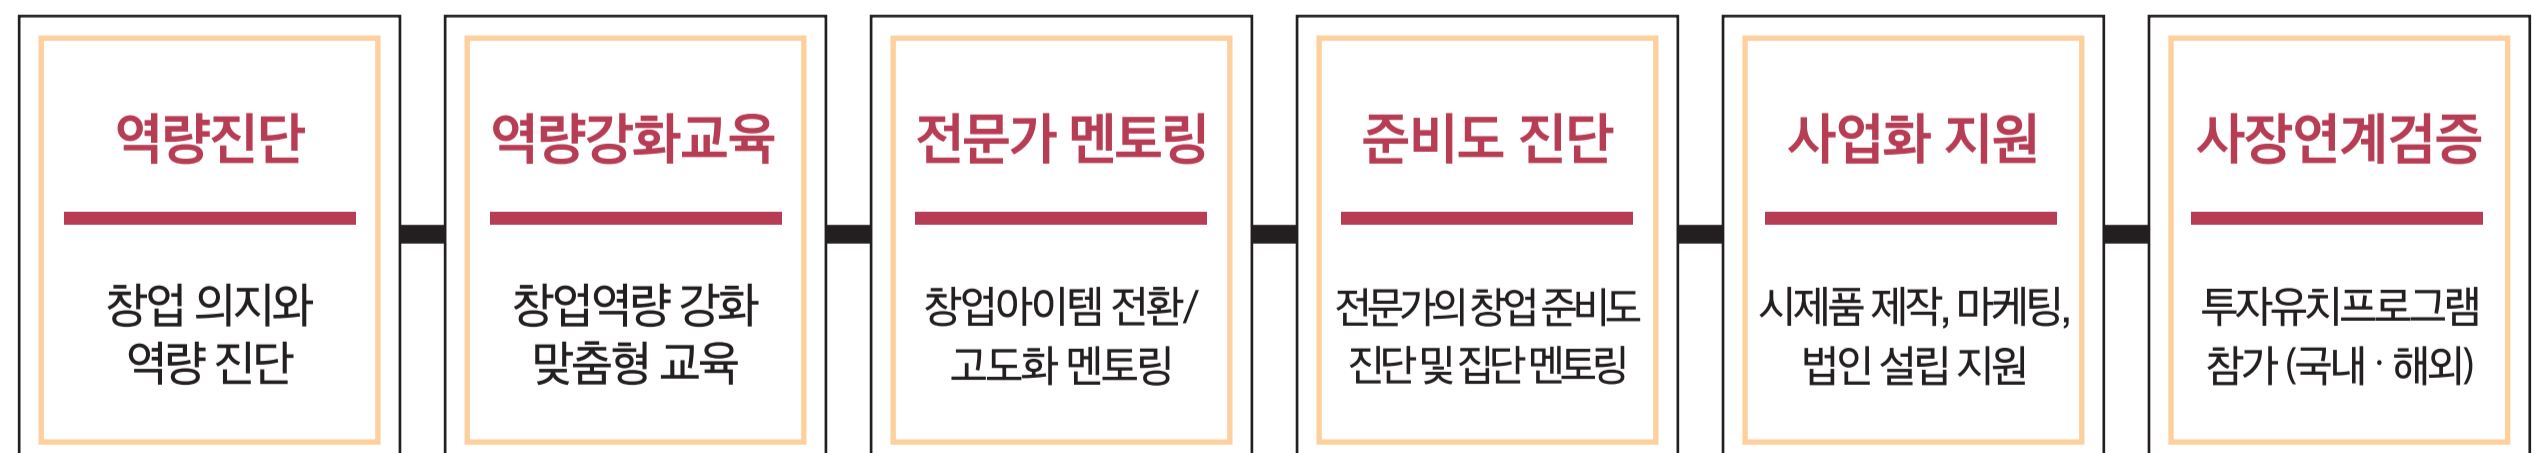 역량진단
창업 의지와
역량 진단
역량강화교육
창업역량 강화
맞춤형 교육
전문가 멘토링
창업아이템 전환/
고도화 멘토링
준비도 진단
전문가의 창업 준비도
진단 및 집단 멘토링
사업화 지원
시제품 제작, 마케팅,
법인 설립 지원
사장연계검증
투자유치프로그램
참가 (국내 · 해외)